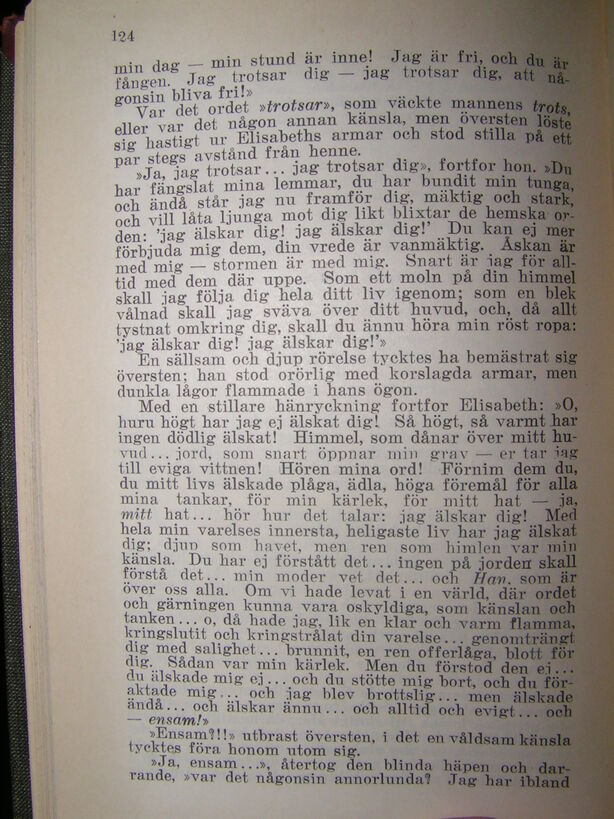 124
min dag — min stund är inne! Jag är fri, och du är
fången. Jag trotsar dig — jag trotsar dig, att nå-
gonsin bliva fri!»
Var det ordet »trotsar», som väckte mannens trots,
eller var det någon annan känsla, men översten löste
sig hastigt ur Elisabeths armar och stod stilla på ett
par stegs avstånd från henne.
»Ja, jag trotsar... jag trotsar dig», fortfor hon. »Du
har fängslat mina lemmar, du har bundit min tunga,
och ändå står jag nu framför dig, mäktig och stark,
och vill låta ljunga mot dig likt blixtar de hemska or-
den: 'jag älskar dig! jag älskar dig!' Du kan ej mer
förbjuda mig dem, din vrede är vanmäktig. Åskan är
med mig — stormen är med mig. Snart är jag för all-
tid med dem där uppe. Som ett moln på din himmel
skall jag följa dig hela ditt liv igenom; som en blek
vålnad skall jag sväva över ditt huvud, och, då allt
tystnat omkring dig, skall du ännu höra min röst ropa:
'jag älskar dig! jag älskar dig!'»
En sällsam och djup rörelse tycktes ha bemästrat sig
översten; han stod orörlig med korslagda armar, men
dunkla lågor flammade i hans ögon.
Med en stillare hänryckning fortfor Elisabeth: »O,
huru högt har jag ej älskat dig! Så högt, så varmt har
ingen dödlig älskat! Himmel, som dånar över mitt hu-
vud... jord, som snart öppnar min grav — er tar jag
till eviga vittnen! Hören mina ord! Förnim dem du,
du mitt livs älskade plåga, ädla, höga föremål för alla
mina tankar, för min kärlek, för mitt hat — ja,
mitt hat... hör hur det talar: jag älskar dig! Med
hela min varelses innersta, heligaste liv har jag älskat
dig; djup som havet, men ren som himlen var min
känsla. Du har ej förstått det... ingen på jorden skall
förstå det... min moder vet det... och Han, som är
över oss alla. Om vi hade levat i en värld, där ordet
och gärningen kunna vara oskyldiga, som känslan och
tanken... o, då hade jag, lik en klar och varm flamma,
kringslutit och kringstrålat din varelse... genomträngt
dig med salighet... brunnit, en ren offerlåga, blott för
dig. Sådan var min kärlek. Men du förstod den ej...
du älskade mig ej... och du stötte mig bort, och du för-
aktade mig... och jag blev brottslig... men älskade
ändå... och älskar ännu... och alltid och evigt... och
— ensam!»
»Ensam?!!» utbrast översten, i det en våldsam känsla
tycktes föra honom utom sig.
»Ja, ensam...», återtog den blinda häpen och dar-
rande, »var det någonsin annorlunda? Jag har ibland